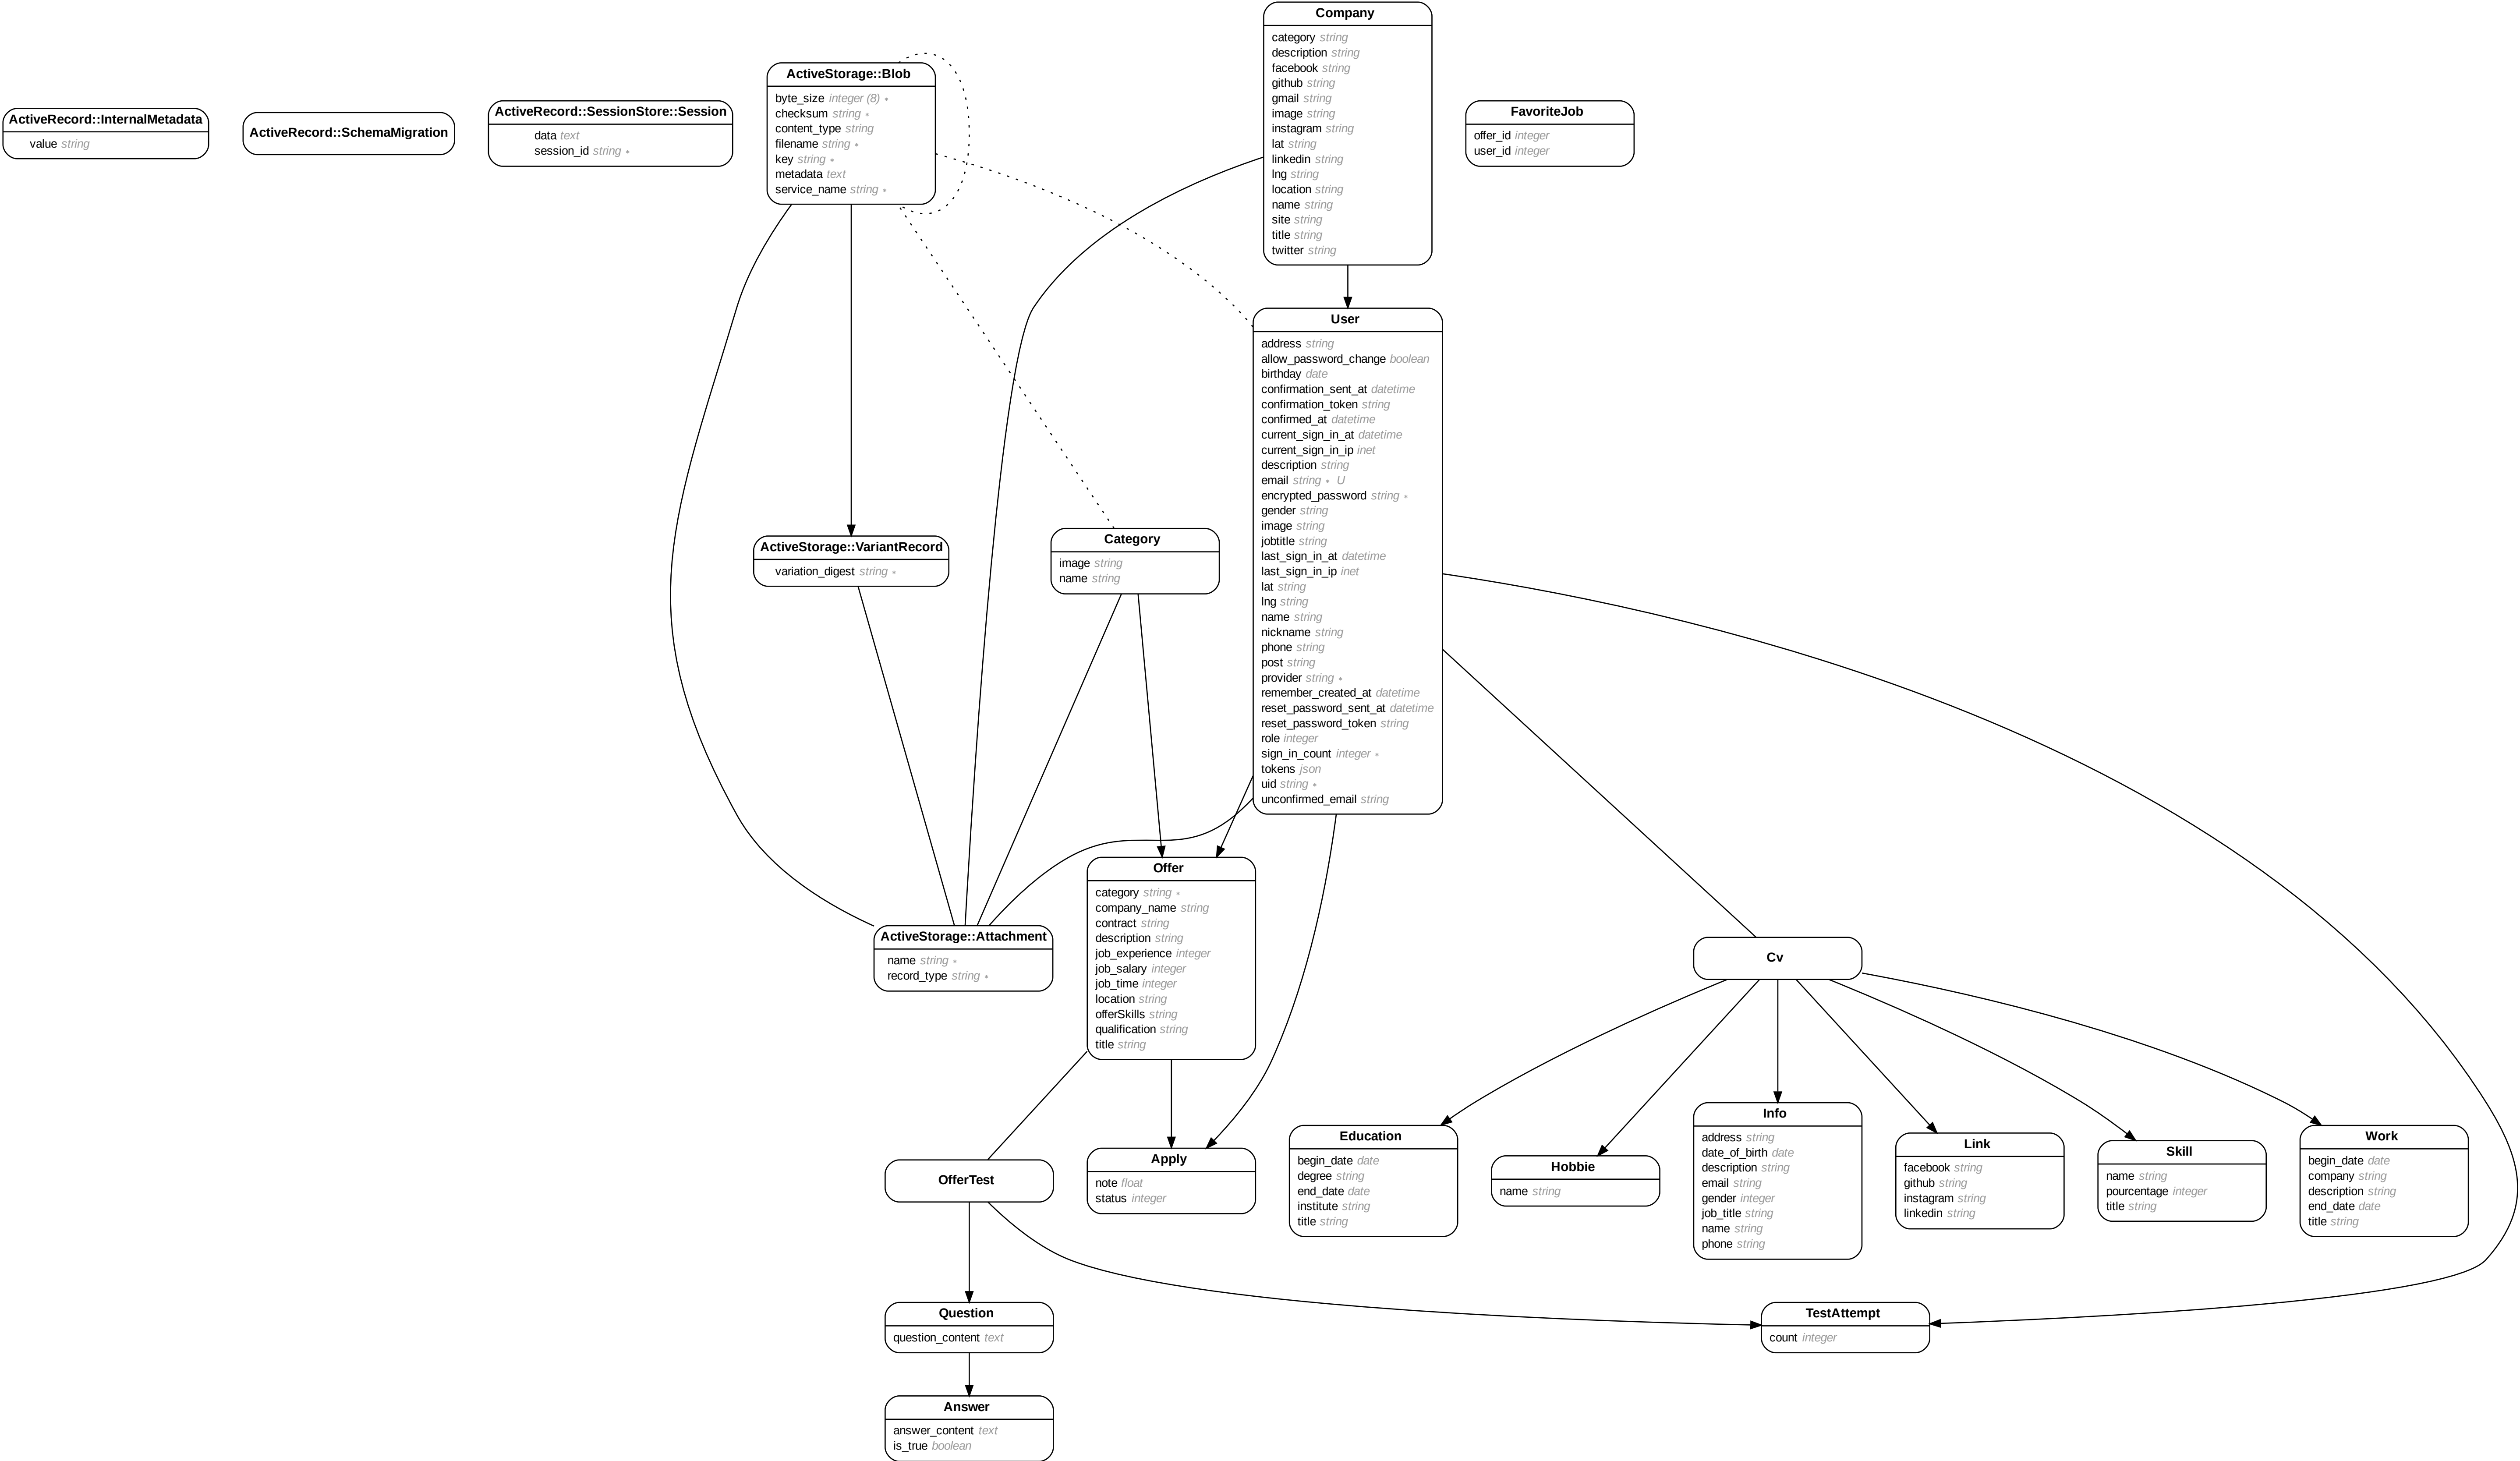 ActiveRecord::InternalMetadata
value string
ActiveRecord::SchemaMigration
ActiveRecord::SessionStore::Session
data text
session_id string •
ActiveStorage::Blob
byte_size integer (8) •
checksum string •
content_type string
filename string •
key string •
metadata text
service_name string •
Company
category string
description string
facebook string
github string
gmail string
image string
instagram string
lat string
linkedin string
lng string
location string
name string
site string
title string
twitter string
FavoriteJob
offer_id integer
user_id integer
User
address string
allow_password_change boolean
birthday date
confirmation_sent_at datetime
confirmation_token string
confirmed_at datetime
current_sign_in_at datetime
current_sign_in_ip inet
description string
email string • U
encrypted_password string •
gender string
image string
jobtitle string
last_sign_in_at datetime
last_sign_in_ip inet
lat string
lng string
name string
nickname string
phone string
post string
provider string •
remember_created_at datetime
reset_password_sent_at datetime
reset_password_token string
role integer
sign_in_count integer •
tokens json
uid string •
unconfirmed_email string
ActiveStorage::VariantRecord
variation_digest string •
Category
image string
name string
Offer
category string •
company_name string
contract string
description string
job_experience integer
job_salary integer
job_time integer
location string
offerSkills string
qualification string
title string
ActiveStorage::Attachment
name string •
record_type string •
Cv
OfferTest
Apply
note float
status integer
Education
begin_date date
degree string
end_date date
institute string
title string
Hobbie
name string
Info
address string
date_of_birth date
description string
email string
gender integer
job_title string
name string
phone string
Link
facebook string
github string
instagram string
linkedin string
Skill
name string
pourcentage integer
title string
Work
begin_date date
company string
description string
end_date date
title string
Question
question_content text
TestAttempt
count integer
Answer
answer_content text
is_true boolean